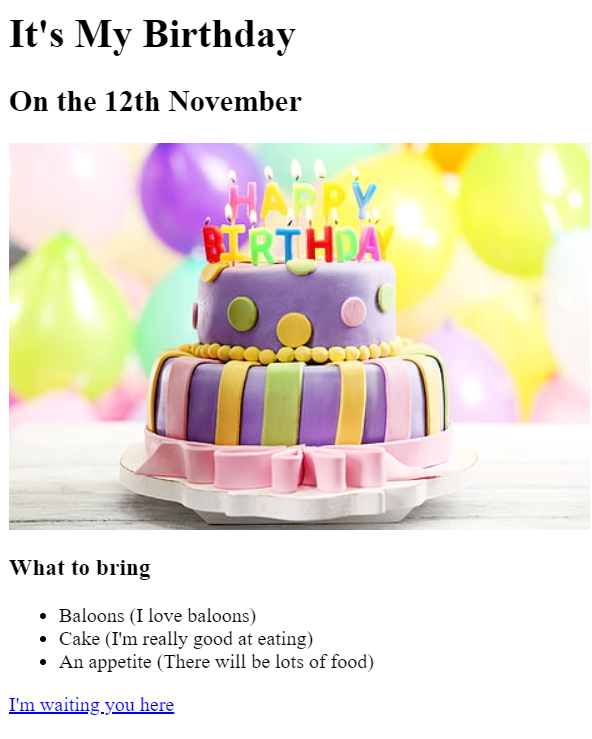 It's My Birthday
On the 12th November
HAPPY
BIRTHDAY
What to bring
Baloons (I love baloons)
Cake (I'm really good at eating)
An appetite (There will be lots of food)
I'm waiting you here